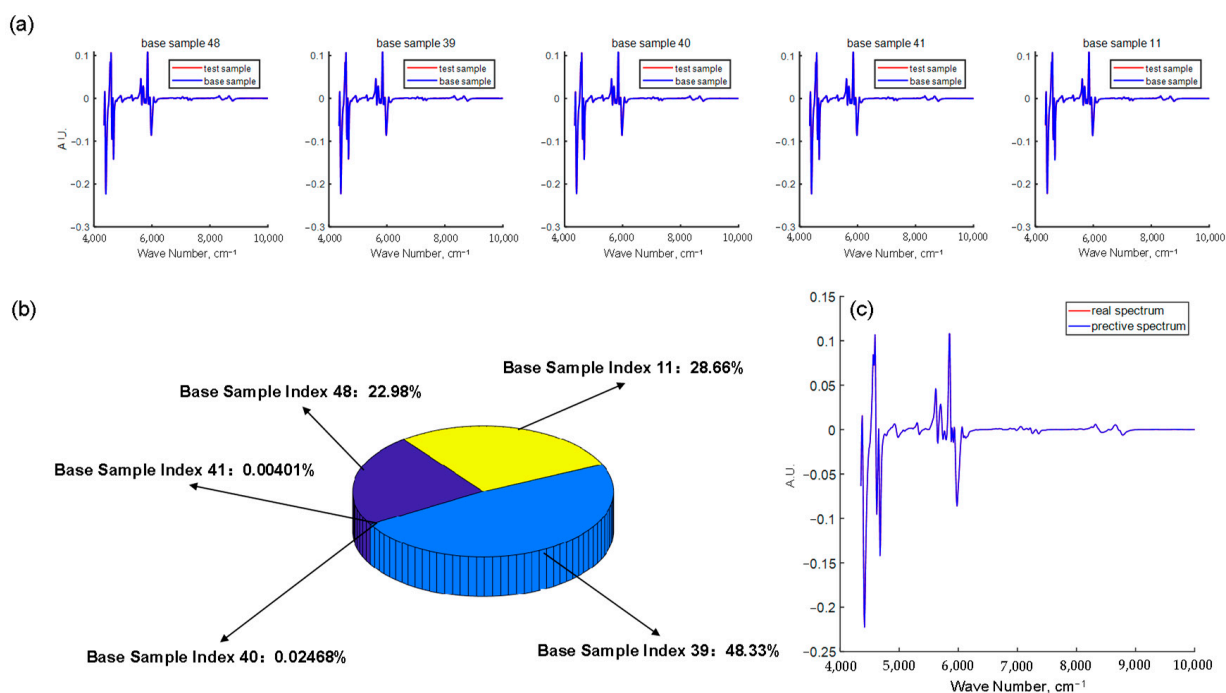 (a)
base sample 48
test sample
base sample
0.1
0
−0.1
−0.2
−0.3
A.U.
4,000 6,000 8,000 10,000
Wave Number, cm⁻¹
base sample 39
test sample
base sample
0.1
0
−0.1
−0.2
−0.3
4,000 6,000 8,000 10,000
Wave Number, cm⁻¹
base sample 40
test sample
base sample
0.1
0
−0.1
−0.2
−0.3
4,000 6,000 8,000 10,000
Wave Number, cm⁻¹
base sample 41
test sample
base sample
0.1
0
−0.1
−0.2
−0.3
4,000 6,000 8,000 10,000
Wave Number, cm⁻¹
base sample 11
test sample
base sample
0.1
0
−0.1
−0.2
−0.3
4,000 6,000 8,000 10,000
Wave Number, cm⁻¹
(b)
Base Sample Index 11：28.66%
Base Sample Index 48：22.98%
Base Sample Index 41：0.00401%
Base Sample Index 40：0.02468%
Base Sample Index 39：48.33%
(c)
real spectrum
prective spectrum
0.15
0.1
0.05
0
−0.05
−0.1
−0.15
−0.2
−0.25
A.U.
4,000 5,000 6,000 7,000 8,000 9,000 10,000
Wave Number, cm⁻¹